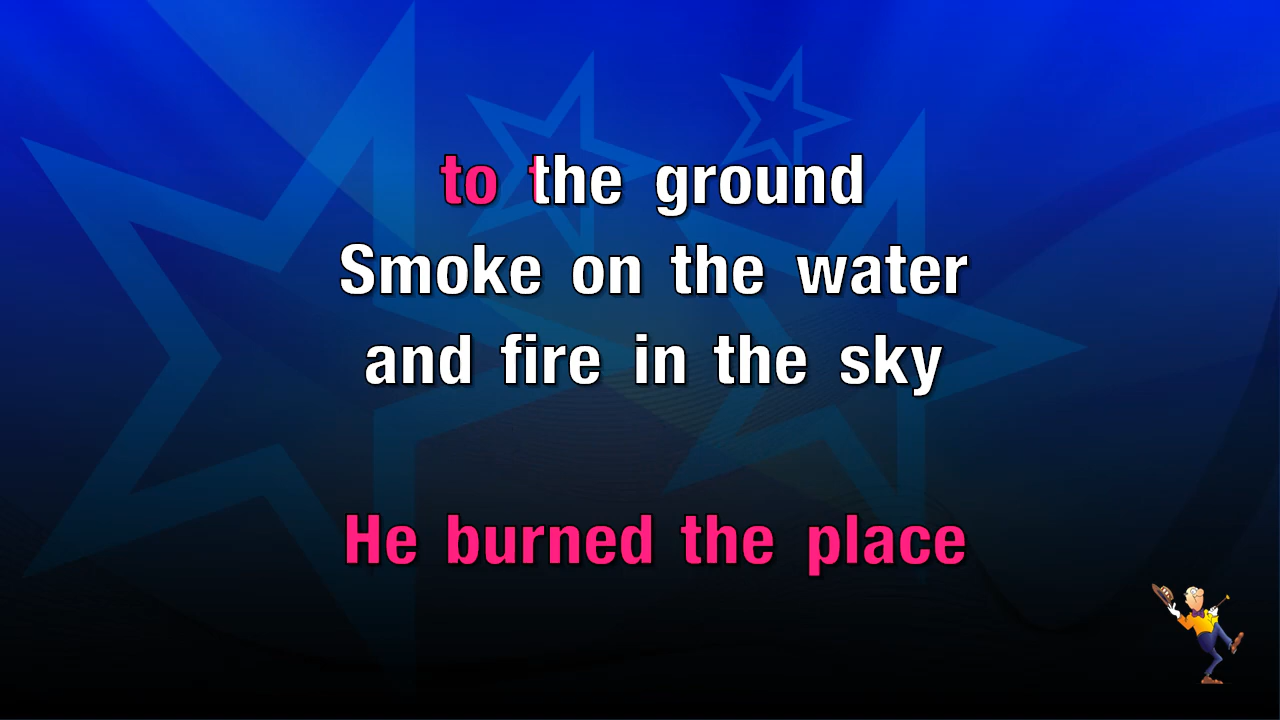 to the ground
Smoke on the water
and fire in the sky
He burned the place